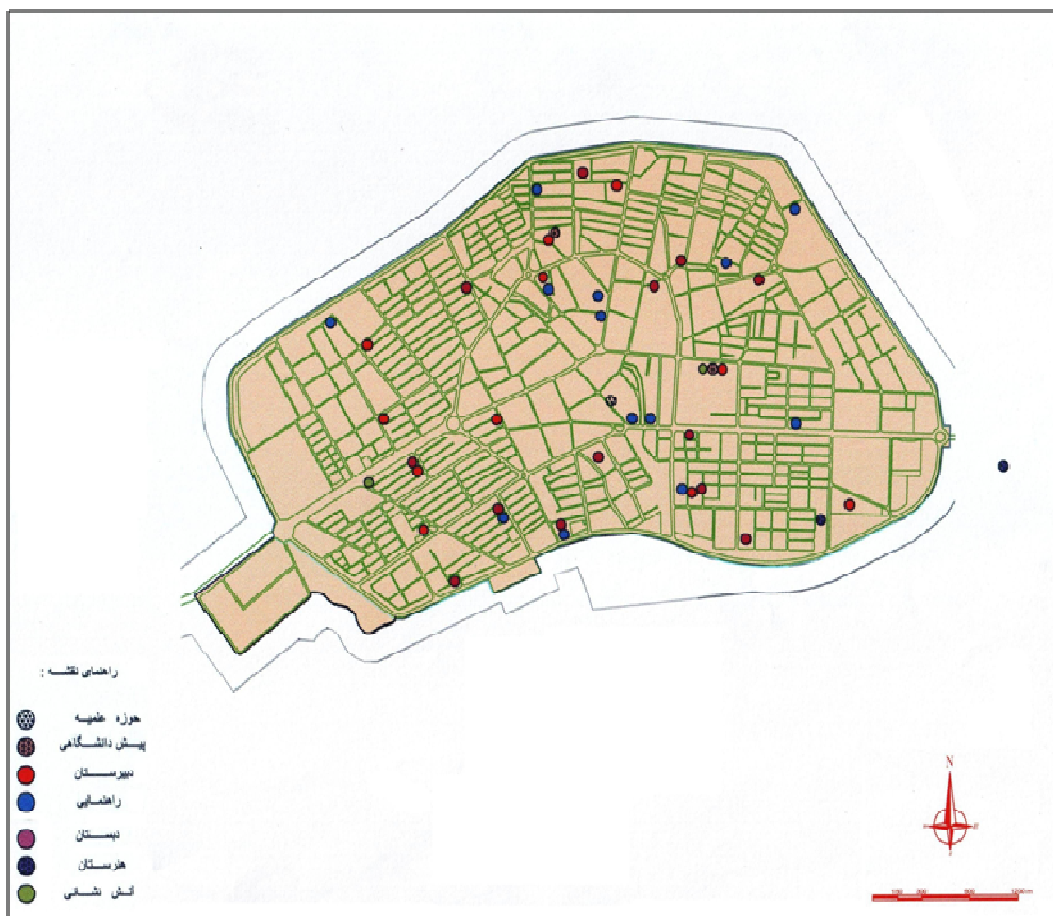 راهنمای نقشه :
حوزه علمیه
پیش دانشگاهی
دبیرستان
راهنمایی
دبستان
هنرستان
آتش نشانی
N